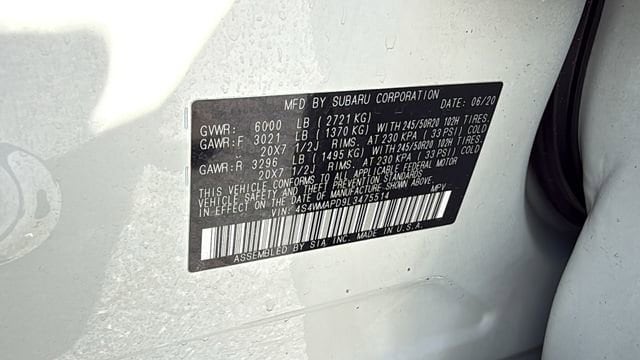 MFD BY SUBARU CORPORATION DATE: 06/20
GVWR: 6000 LB (2721 KG)
GAWR: F 3021 LB (1370 KG) WITH 245/50R20 102H TIRES.
20X7 1/2J RIMS. AT 230 KPA (33 PSI) COLD
GAWR: R 3296 LB (1495 KG) WITH 245/50R20 102H TIRES.
20X7 1/2J RIMS. AT 230 KPA (33 PSI) COLD
THIS VEHICLE CONFORMS TO ALL APPLICABLE FEDERAL MOTOR
VEHICLE SAFETY AND THEFT PREVENTION STANDARDS
IN EFFECT ON THE DATE OF MANUFACTURE SHOWN ABOVE.
VIN: 4S4WMAPD9L3475514 MPV
ASSEMBLED BY SIA INC. MADE IN U.S.A.